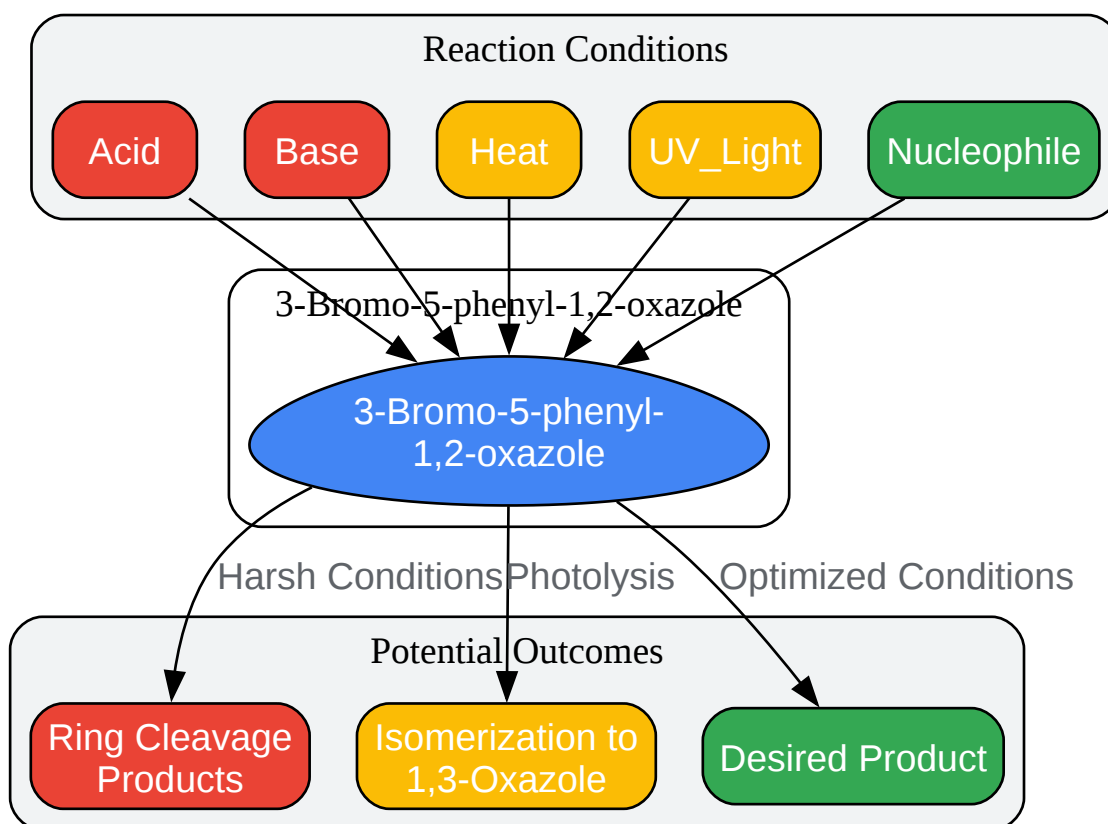 Reaction Conditions
Acid
Base
Heat
UV_Light
Nucleophile
3-Bromo-5-phenyl-1,2-oxazole
3-Bromo-5-phenyl-
1,2-oxazole
Harsh Conditions
Photolysis
Optimized Conditions
Potential Outcomes
Ring Cleavage
Products
Isomerization to
1,3-Oxazole
Desired Product